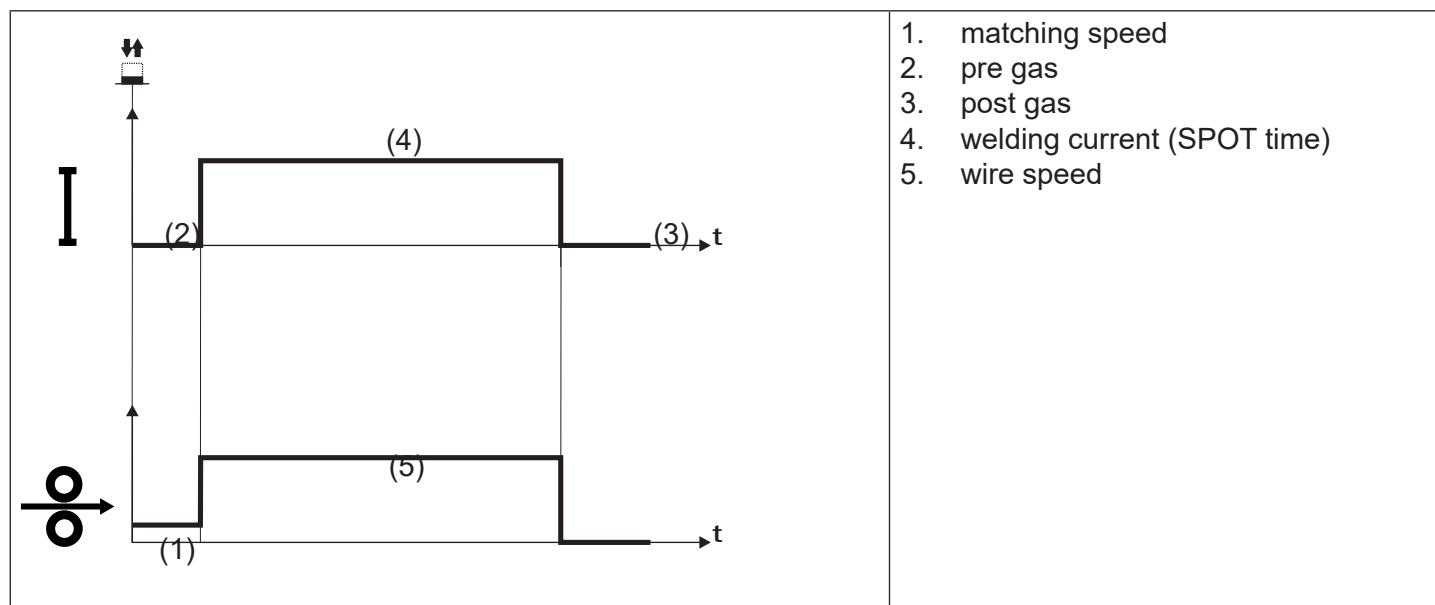 (4)
I
(2)
(3)
t
(5)
(1)
t
1. matching speed
2. pre gas
3. post gas
4. welding current (SPOT time)
5. wire speed